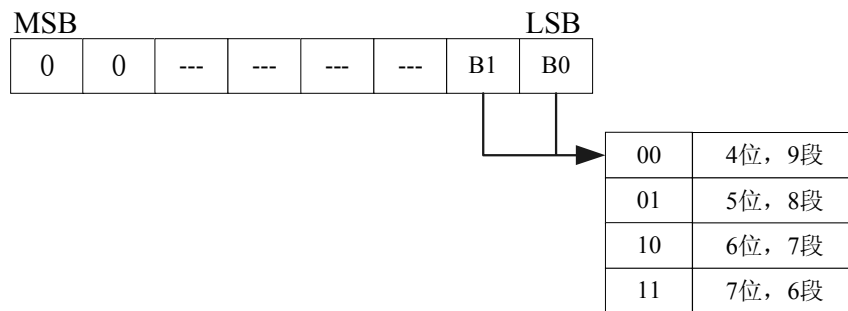 MSB LSB
0 0 --- --- --- --- B1 B0
00 4位，9段
01 5位，8段
10 6位，7段
11 7位，6段